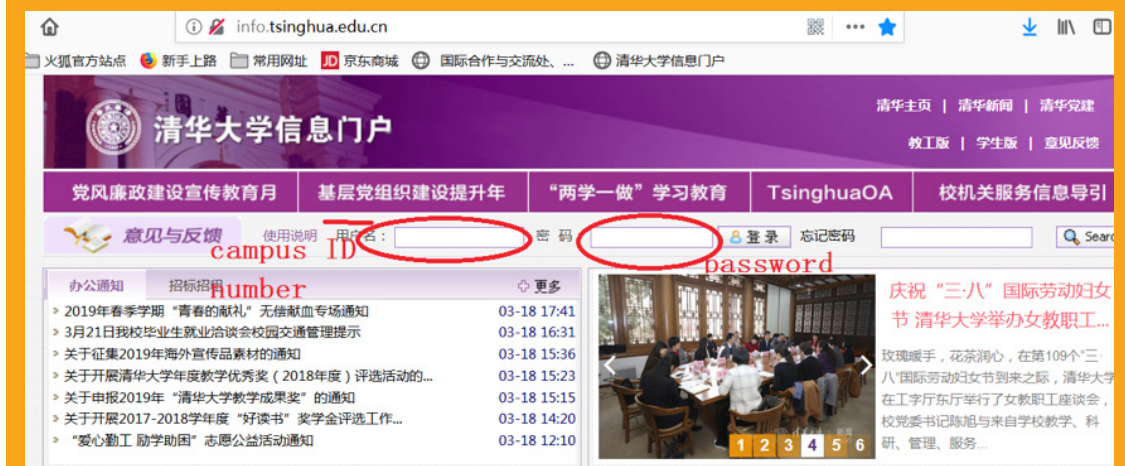 info.tsinghua.edu.cn
火狐官方站点 新手上路 常用网址 JD 京东商城 国际合作与交流处、... 清华大学信息门户
清华大学信息门户
清华主页 | 清华新闻 | 清华党建
教工版 | 学生版 | 意见反馈
党风廉政建设宣传教育月 基层党组织建设提升年 “两学一做”学习教育 TsinghuaOA 校机关服务信息导引
意见与反馈 使用说明 用户名： 密 码 登 录 忘记密码 Searc
campus ID
number
password
办公通知 招标招租 更多
2019年春季学期“青春的献礼”无偿献血专场通知 03-18 17:41
3月21日我校毕业生就业洽谈会校园交通管理提示 03-18 16:31
关于征集2019年海外宣传品素材的通知 03-18 15:36
关于开展清华大学年度教学优秀奖（2018年度）评选活动的... 03-18 15:23
关于申报2019年“清华大学教学成果奖”的通知 03-18 15:15
关于开展2017-2018学年度“好读书”奖学金评选工作... 03-18 14:20
“爱心勤工 励学助困”志愿公益活动通知 03-18 12:10
1 2 3 4 5 6
庆祝“三·八”国际劳动妇女
节 清华大学举办女教职工...
玫瑰暖手，花茶润心，在第109个“三·
八”国际劳动妇女节到来之际，清华大学
在工字厅东厅举行了女教职工座谈会，
校党委书记陈旭与来自学校教学、科
研、管理、服务...